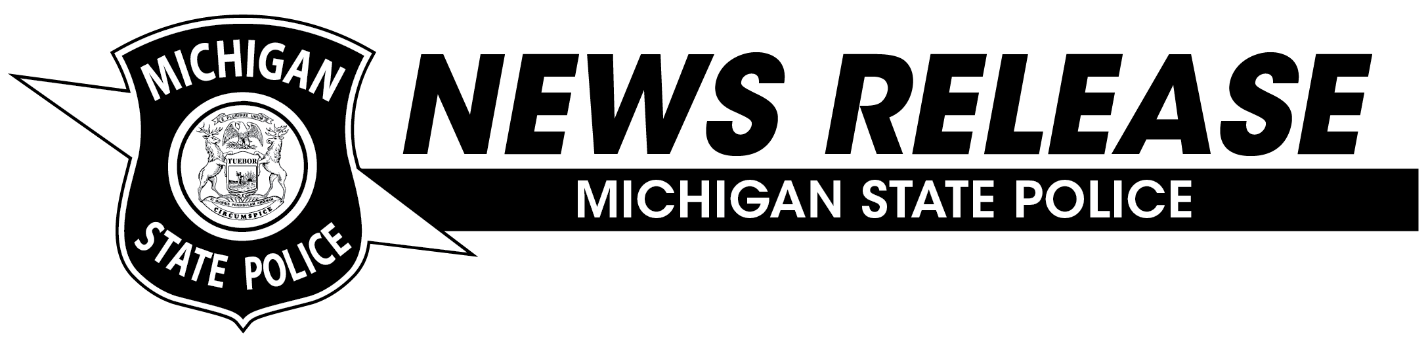 MICHIGAN
TUEBOR
CIRCUMSPICE
STATE POLICE
NEWS RELEASE
MICHIGAN STATE POLICE